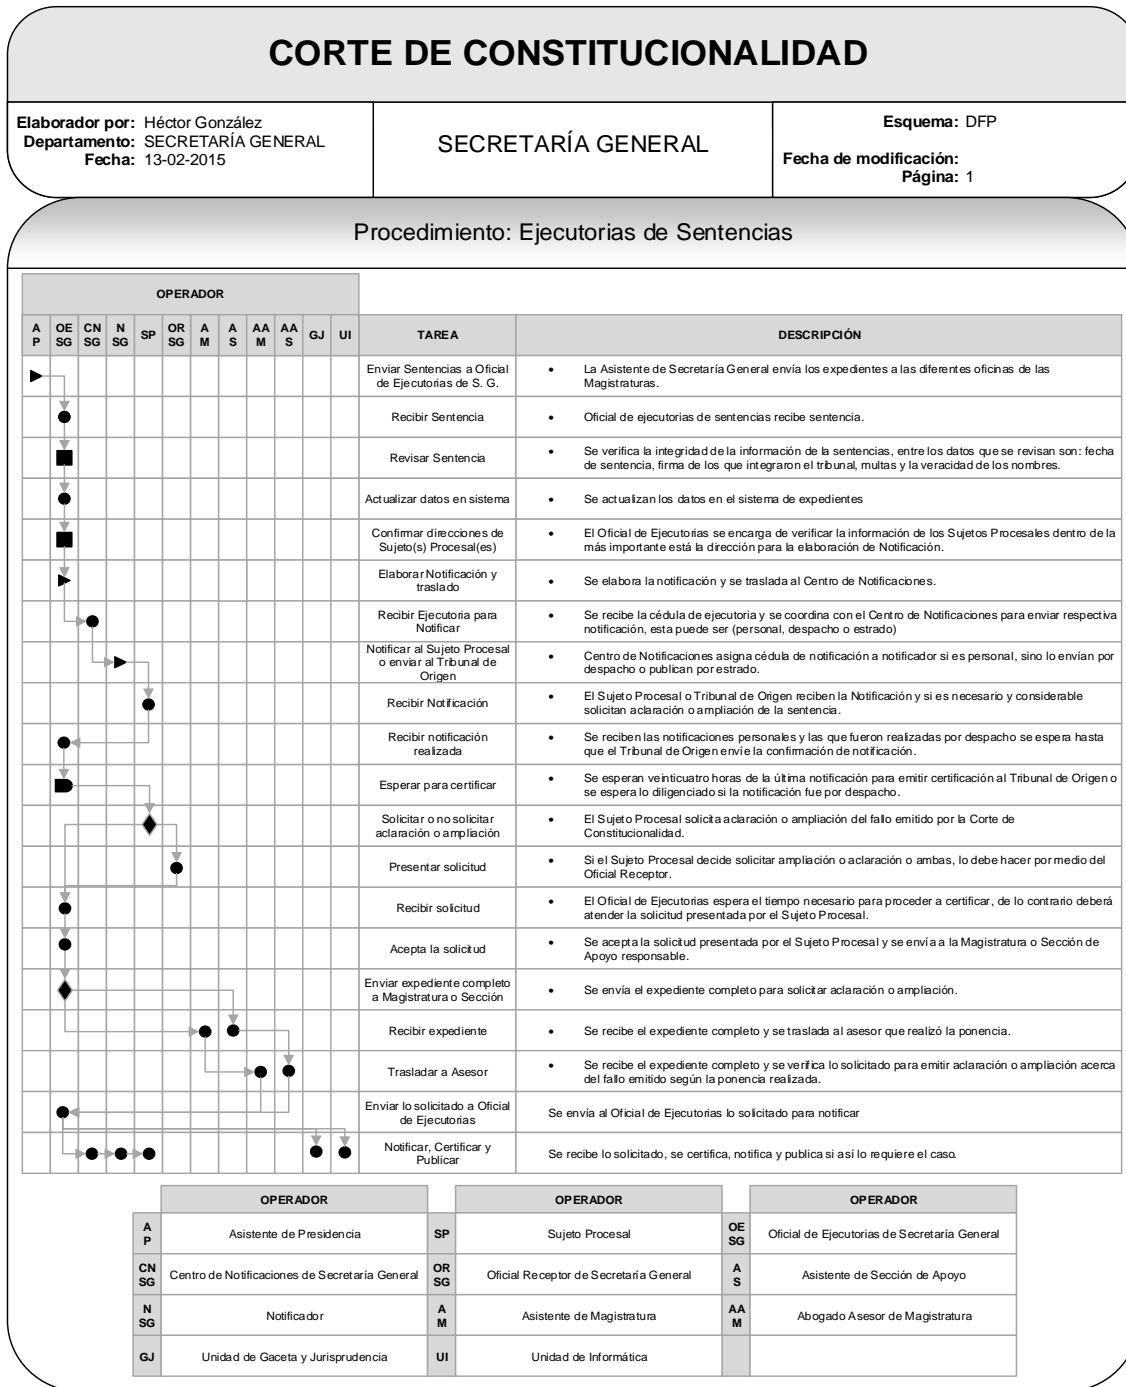 CORTE DE CONSTITUCIONALIDAD
Elaborador por: Héctor González
Departamento: SECRETARÍA GENERAL
Fecha: 13-02-2015
SECRETARÍA GENERAL
Esquema: DFP
Fecha de modificación:
Página: 1
Procedimiento: Ejecutorias de Sentencias
OPERADOR
A P
OE SG
CN SG
N SG
SP
OR SG
A M
A S
AA M
AA S
GJ
UI
TAREA
DESCRIPCIÓN
Enviar Sentencias a Oficial
de Ejecutorias de S. G.
• La Asistente de Secretaría General envía los expedientes a las diferentes oficinas de las
Magistraturas.
Recibir Sentencia
• Oficial de ejecutorias de sentencias recibe sentencia.
Revisar Sentencia
• Se verifica la integridad de la información de la sentencias, entre los datos que se revisan son: fecha
de sentencia, firma de los que integraron el tribunal, multas y la veracidad de los nombres.
Actualizar datos en sistema
• Se actualizan los datos en el sistema de expedientes
Confirmar direcciones de
Sujeto(s) Procesal(es)
• El Oficial de Ejecutorias se encarga de verificar la información de los Sujetos Procesales dentro de la
más importante está la dirección para la elaboración de Notificación.
Elaborar Notificación y
traslado
• Se elabora la notificación y se traslada al Centro de Notificaciones.
Recibir Ejecutoria para
Notificar
• Se recibe la cédula de ejecutoria y se coordina con el Centro de Notificaciones para enviar respectiva
notificación, esta puede ser (personal, despacho o estrado)
Notificar al Sujeto Procesal
o enviar al Tribunal de
Origen
• Centro de Notificaciones asigna cédula de notificación a notificador si es personal, sino lo envían por
despacho o publican por estrado.
Recibir Notificación
• El Sujeto Procesal o Tribunal de Origen reciben la Notificación y si es necesario y considerable
solicitan aclaración o ampliación de la sentencia.
Recibir notificación
realizada
• Se reciben las notificaciones personales y las que fueron realizadas por despacho se espera hasta
que el Tribunal de Origen envíe la confirmación de notificación.
Esperar para certificar
• Se esperan veinticuatro horas de la última notificación para emitir certificación al Tribunal de Origen o
se espera lo diligenciado si la notificación fue por despacho.
Solicitar o no solicitar
aclaración o ampliación
• El Sujeto Procesal solicita aclaración o ampliación del fallo emitido por la Corte de
Constitucionalidad.
Presentar solicitud
• Si el Sujeto Procesal decide solicitar ampliación o aclaración o ambas, lo debe hacer por medio del
Oficial Receptor.
Recibir solicitud
• El Oficial de Ejecutorias espera el tiempo necesario para proceder a certificar, de lo contrario deberá
atender la solicitud presentada por el Sujeto Procesal.
Acepta la solicitud
• Se acepta la solicitud presentada por el Sujeto Procesal y se envía a la Magistratura o Sección de
Apoyo responsable.
Enviar expediente completo
a Magistratura o Sección
• Se envía el expediente completo para solicitar aclaración o ampliación.
Recibir expediente
• Se recibe el expediente completo y se traslada al asesor que realizó la ponencia.
Trasladar a Asesor
• Se recibe el expediente completo y se verifica lo solicitado para emitir aclaración o ampliación acerca
del fallo emitido según la ponencia realizada.
Enviar lo solicitado a Oficial
de Ejecutorias
Se envía al Oficial de Ejecutorias lo solicitado para notificar
Notificar, Certificar y
Publicar
Se recibe lo solicitado, se certifica, notifica y publica si así lo requiere el caso.
OPERADOR
OPERADOR
OPERADOR
A P
Asistente de Presidencia
SP
Sujeto Procesal
OE SG
Oficial de Ejecutorias de Secretaría General
CN SG
Centro de Notificaciones de Secretaría General
OR SG
Oficial Receptor de Secretaría General
A S
Asistente de Sección de Apoyo
N SG
Notificador
A M
Asistente de Magistratura
AA M
Abogado Asesor de Magistratura
GJ
Unidad de Gaceta y Jurisprudencia
UI
Unidad de Informática